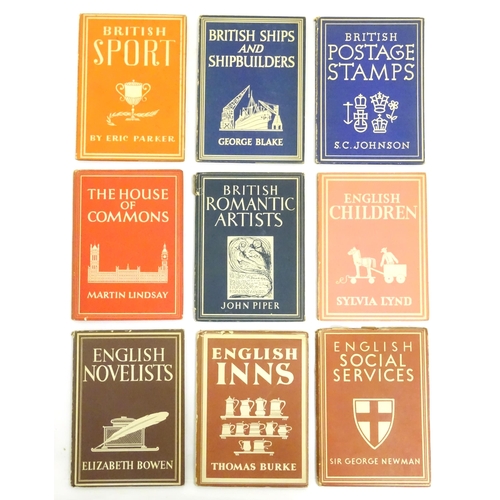 BRITISH
SPORT
BY ERIC PARKER
BRITISH SHIPS
AND
SHIPBUILDERS
GEORGE BLAKE
BRITISH
POSTAGE
STAMPS
S.C. JOHNSON
THE HOUSE
OF
COMMONS
MARTIN LINDSAY
BRITISH
ROMANTIC
ARTISTS
JOHN PIPER
ENGLISH
CHILDREN
SYLVIA LYND
ENGLISH
NOVELISTS
ELIZABETH BOWEN
ENGLISH
INNS
THOMAS BURKE
ENGLISH
SOCIAL
SERVICES
SIR GEORGE NEWMAN